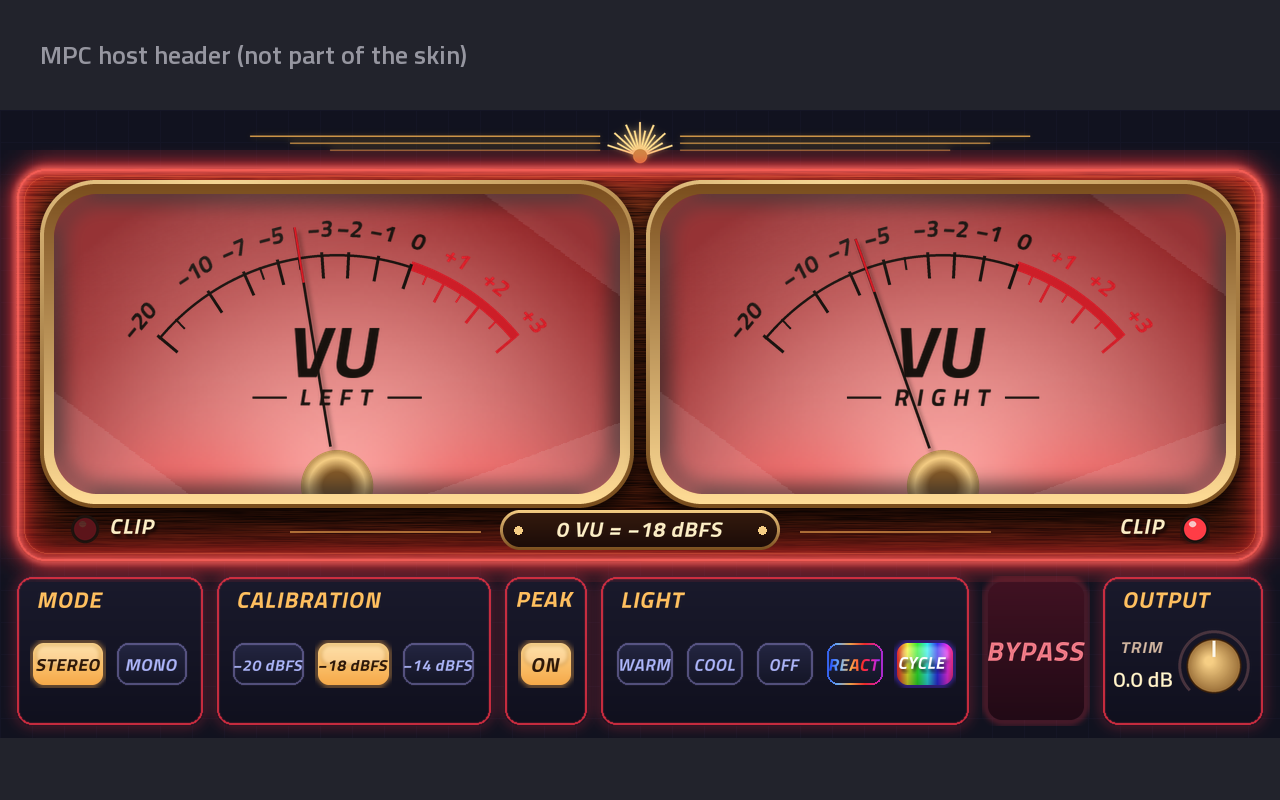 MPC host header (not part of the skin)
−20 −10 −7 −5 −3 −2 −1 0 +1 +2 +3
VU
LEFT
−20 −10 −7 −5 −3 −2 −1 0 +1 +2 +3
VU
RIGHT
CLIP
0 VU = −18 dBFS
CLIP
MODE
STEREO MONO
CALIBRATION
−20 dBFS −18 dBFS −14 dBFS
PEAK
ON
LIGHT
WARM COOL OFF REACT CYCLE
BYPASS
OUTPUT
TRIM
0.0 dB